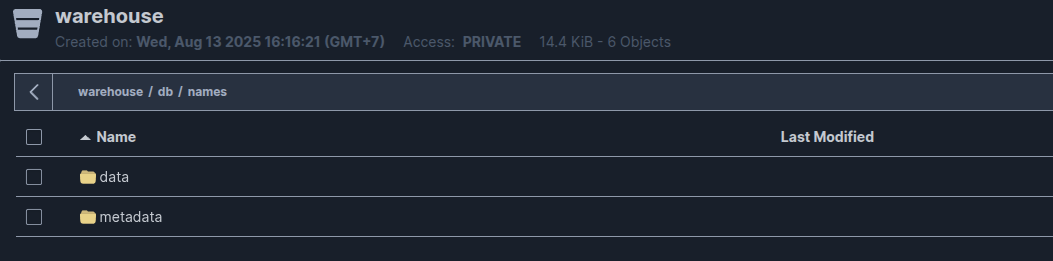 warehouse
Created on: Wed, Aug 13 2025 16:16:21 (GMT+7) Access: PRIVATE 14.4 KiB - 6 Objects
warehouse / db / names
Name Last Modified
data
metadata